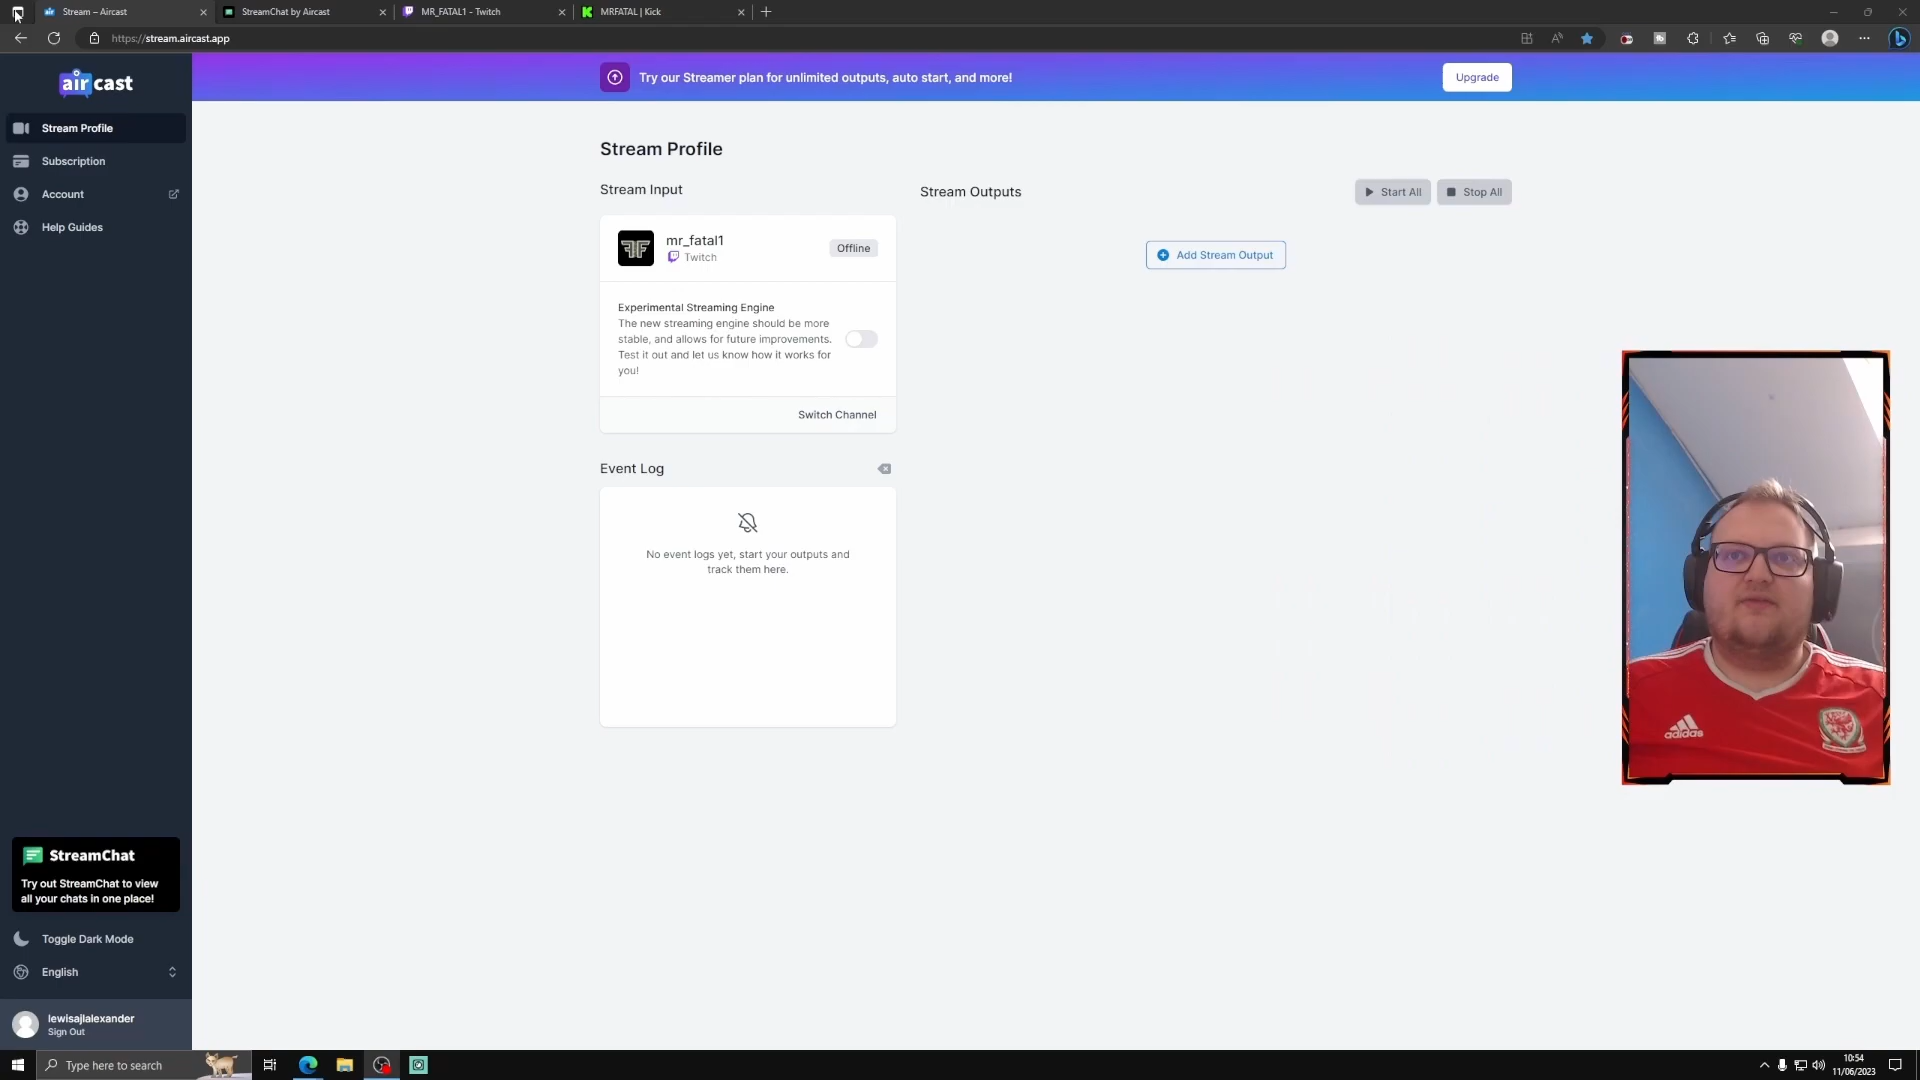 Stream – Aircast
StreamChat by Aircast
MR_FATAL1 - Twitch
MRFATAL | Kick
https://stream.aircast.app
aircast
Try our Streamer plan for unlimited outputs, auto start, and more!
Upgrade
Stream Profile
Subscription
Account
Help Guides
Stream Profile
Stream Input
mr_fatal1
Twitch
Offline
Experimental Streaming Engine
The new streaming engine should be more
stable, and allows for future improvements.
Test it out and let us know how it works for
you!
Switch Channel
Event Log
No event logs yet, start your outputs and
track them here.
Stream Outputs
Start All
Stop All
Add Stream Output
adidas
StreamChat
Try out StreamChat to view
all your chats in one place!
Toggle Dark Mode
English
lewisajlalexander
Sign Out
Type here to search
10:54
11/06/2023